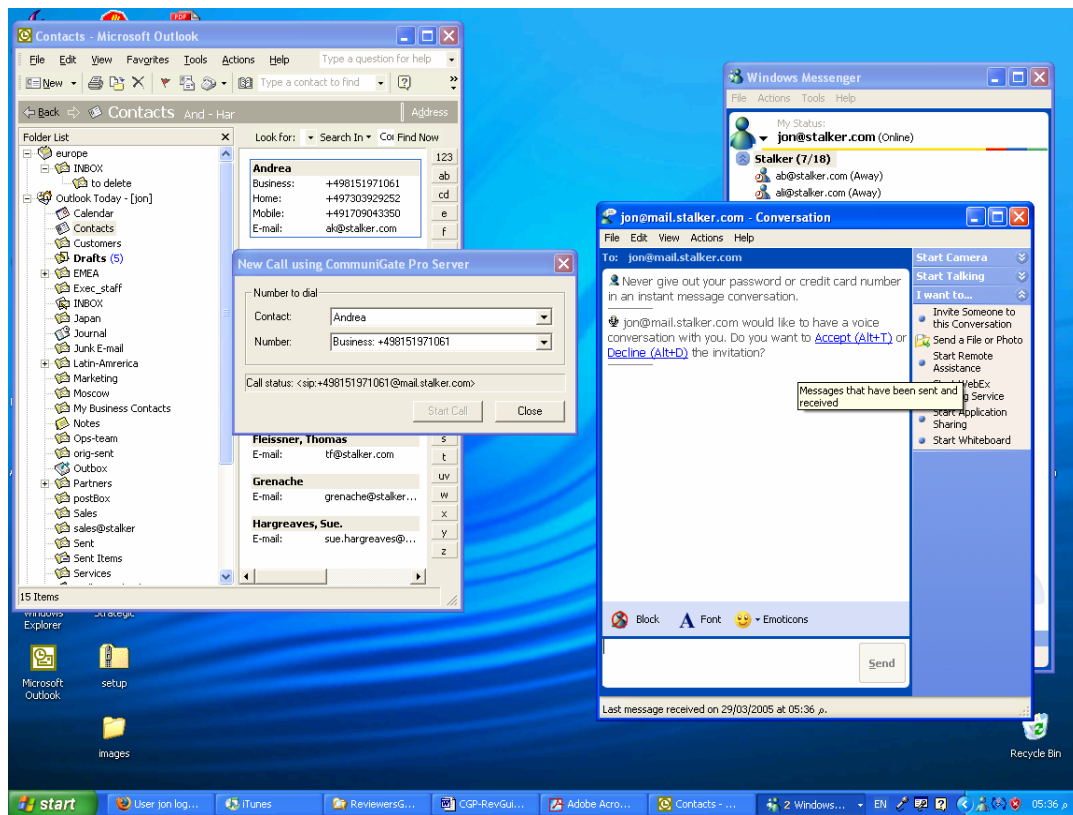 PDF
Contacts - Microsoft Outlook
File Edit View Favorites Tools Actions Help Type a question for help
New Type a contact to find
Back Contacts And - Har Address
Folder List
Look for: Search In Find Now
europe
INBOX
to delete
Outlook Today - [jon]
Calendar
Contacts
Customers
Drafts (5)
EMEA
Exec_staff
INBOX
Japan
Journal
Junk E-mail
Latin-Amrerica
Marketing
Moscow
My Business Contacts
Notes
Ops-team
orig-sent
Outbox
Partners
postBox
Sales
sales@stalker
Sent
Sent Items
Services
Andrea
Business: ++498151971061
Home: ++497303929252
Mobile: ++491709043350
E-mail: ak@stalker.com
123
ab
cd
e
f
Fleissner, Thomas
E-mail: tf@stalker.com
Grenache
E-mail: grenache@stalker...
Hargreaves, Sue.
E-mail: sue.hargreaves@...
s
t
uv
w
x
y
z
15 Items
New Call using CommuniGate Pro Server
Number to dial
Contact: Andrea
Number: Business: +498151971061
Call status: <sip:+498151971061@mail.stalker.com>
Start Call Close
Windows Messenger
File Actions Tools Help
My Status:
jon@stalker.com (Online)
Stalker (7/18)
ab@stalker.com (Away)
ali@stalker.com (Away)
jon@mail.stalker.com - Conversation
File Edit View Actions Help
To: jon@mail.stalker.com
Never give out your password or credit card number
in an instant message conversation.
jon@mail.stalker.com would like to have a voice
conversation with you. Do you want to Accept (Alt+T) or
Decline (Alt+D) the invitation?
Messages that have been sent and
received
Start Camera
Start Talking
I want to...
Invite Someone to
this Conversation
Send a File or Photo
Start Remote
Assistance
WebEx
Service
Start Application
Sharing
Start Whiteboard
Block A Font Emoticons
Send
Last message received on 29/03/2005 at 05:36 م.
Windows
Explorer
Strategic
Microsoft
Outlook
setup
images
Recycle Bin
start
User jon log...
iTunes
ReviewersG...
CGP-RevGui...
Adobe Acro...
Contacts - ...
2 Windows...
EN
05:36 م